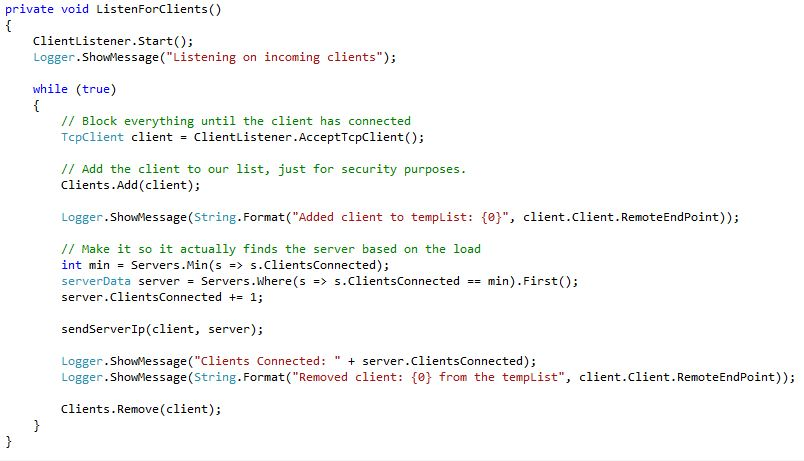 private void ListenForClients()
{
    ClientListener.Start();
    Logger.ShowMessage("Listening on incoming clients");

    while (true)
    {
        // Block everything until the client has connected
        TcpClient client = ClientListener.AcceptTcpClient();

        // Add the client to our list, just for security purposes.
        Clients.Add(client);

        Logger.ShowMessage(String.Format("Added client to tempList: {0}", client.Client.RemoteEndPoint));

        // Make it so it actually finds the server based on the load
        int min = Servers.Min(s => s.ClientsConnected);
        serverData server = Servers.Where(s => s.ClientsConnected == min).First();
        server.ClientsConnected += 1;

        sendServerIp(client, server);

        Logger.ShowMessage("Clients Connected: " + server.ClientsConnected);
        Logger.ShowMessage(String.Format("Removed client: {0} from the tempList", client.Client.RemoteEndPoint));

        Clients.Remove(client);
    }
}